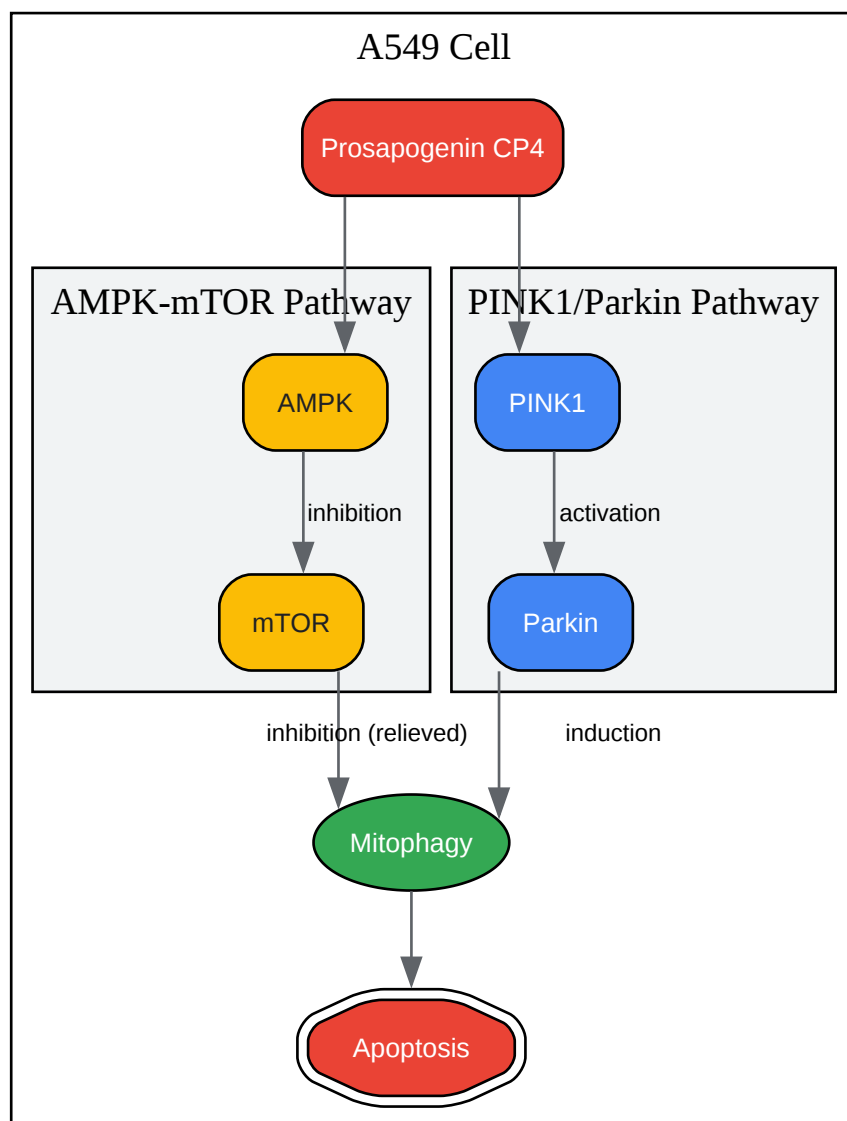 A549 Cell
Prosapogenin CP4
AMPK-mTOR Pathway
PINK1/Parkin Pathway
AMPK
PINK1
inhibition
activation
mTOR
Parkin
inhibition (relieved)
induction
Mitophagy
Apoptosis